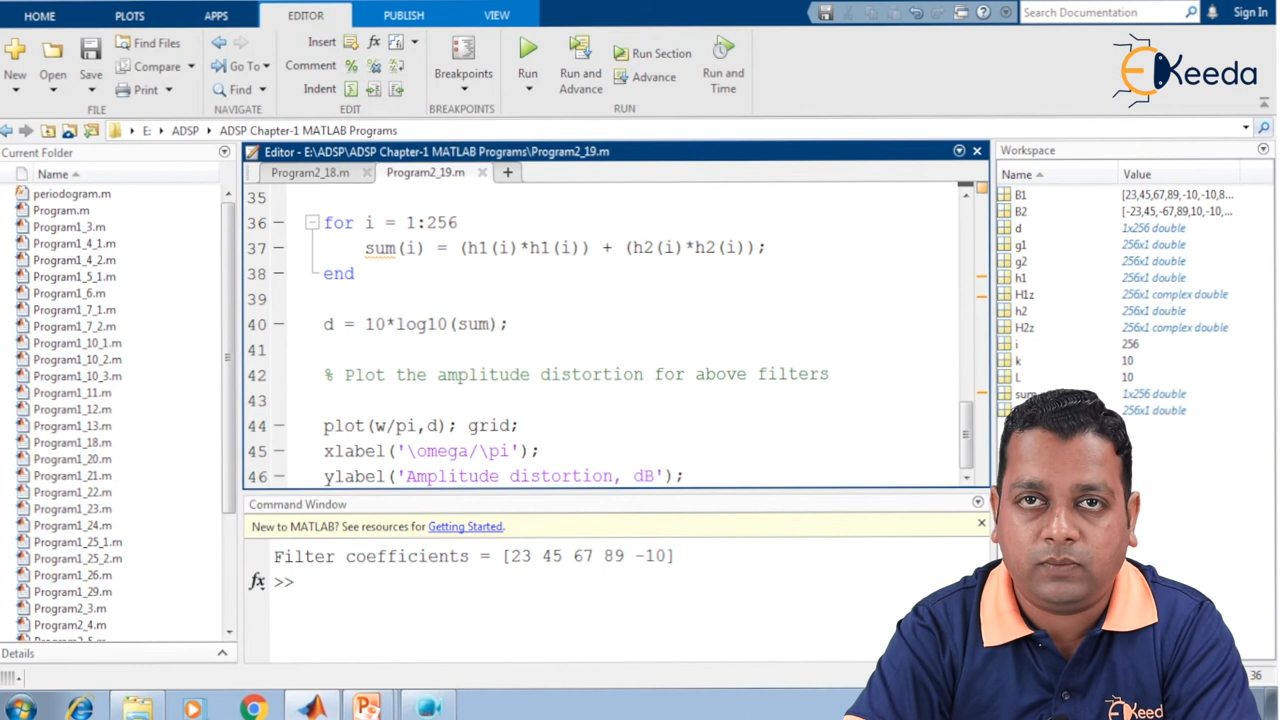 HOME PLOTS APPS EDITOR PUBLISH VIEW Search Documentation Sign In
New Open Save Find Files Compare Print
Insert fx Comment Indent Go To Find
Breakpoints Run Run and Advance Run Section Advance Run and Time
FILE NAVIGATE EDIT BREAKPOINTS RUN
EKeeda
E: ADSP ADSP Chapter-1 MATLAB Programs
Current Folder
Name
periodogram.m
Program.m
Program1_3.m
Program1_4_1.m
Program1_4_2.m
Program1_5_1.m
Program1_6.m
Program1_7_1.m
Program1_7_2.m
Program1_10_1.m
Program1_10_2.m
Program1_10_3.m
Program1_11.m
Program1_12.m
Program1_18.m
Program1_20.m
Program1_21.m
Program1_22.m
Program1_23.m
Program1_24.m
Program1_25_1.m
Program1_25_2.m
Program1_26.m
Program1_29.m
Program2_3.m
Program2_4.m
Details
Editor - E:\ADSP\ADSP Chapter-1 MATLAB Programs\Program2_19.m
Program2_18.m Program2_19.m
35
36 for i = 1:256
37 sum(i) = (h1(i)*h1(i)) + (h2(i)*h2(i));
38 end
39
40 d = 10*log10(sum);
41
42 % Plot the amplitude distortion for above filters
43
44 plot(w/pi,d); grid;
45 xlabel('\omega/\pi');
46 ylabel('Amplitude distortion, dB');
Command Window
New to MATLAB? See resources for Getting Started.
Filter coefficients = [23 45 67 89 -10]
fx >>
Workspace
Name Value
B1 [23,45,67,89,-10,-10,8...
B2 [-23,45,-67,89,10,-10,...
d 1x256 double
g1 256x1 double
g2 256x1 double
h1 256x1 double
H1z 256x1 complex double
h2 256x1 double
H2z 256x1 complex double
i 256
k 10
L 10
sum 1x256 double
256x1 double
36